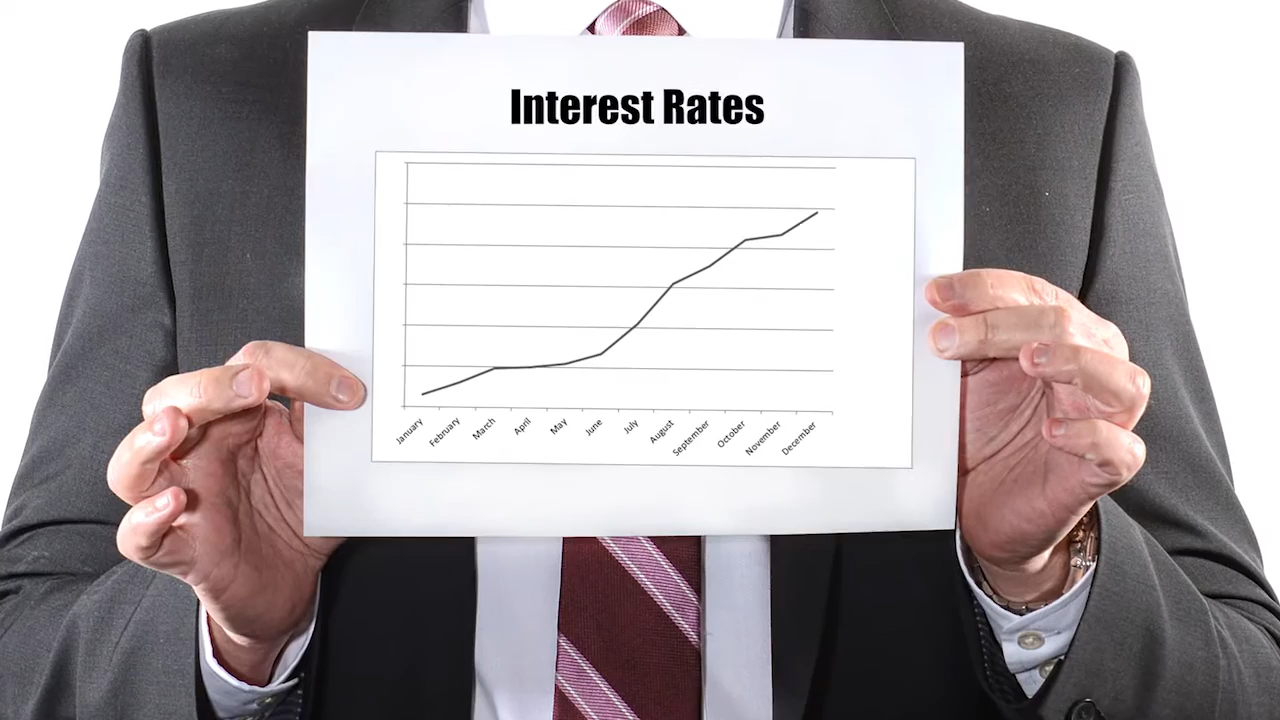 Interest Rates
January
February
March
April
May
June
July
August
September
October
November
December